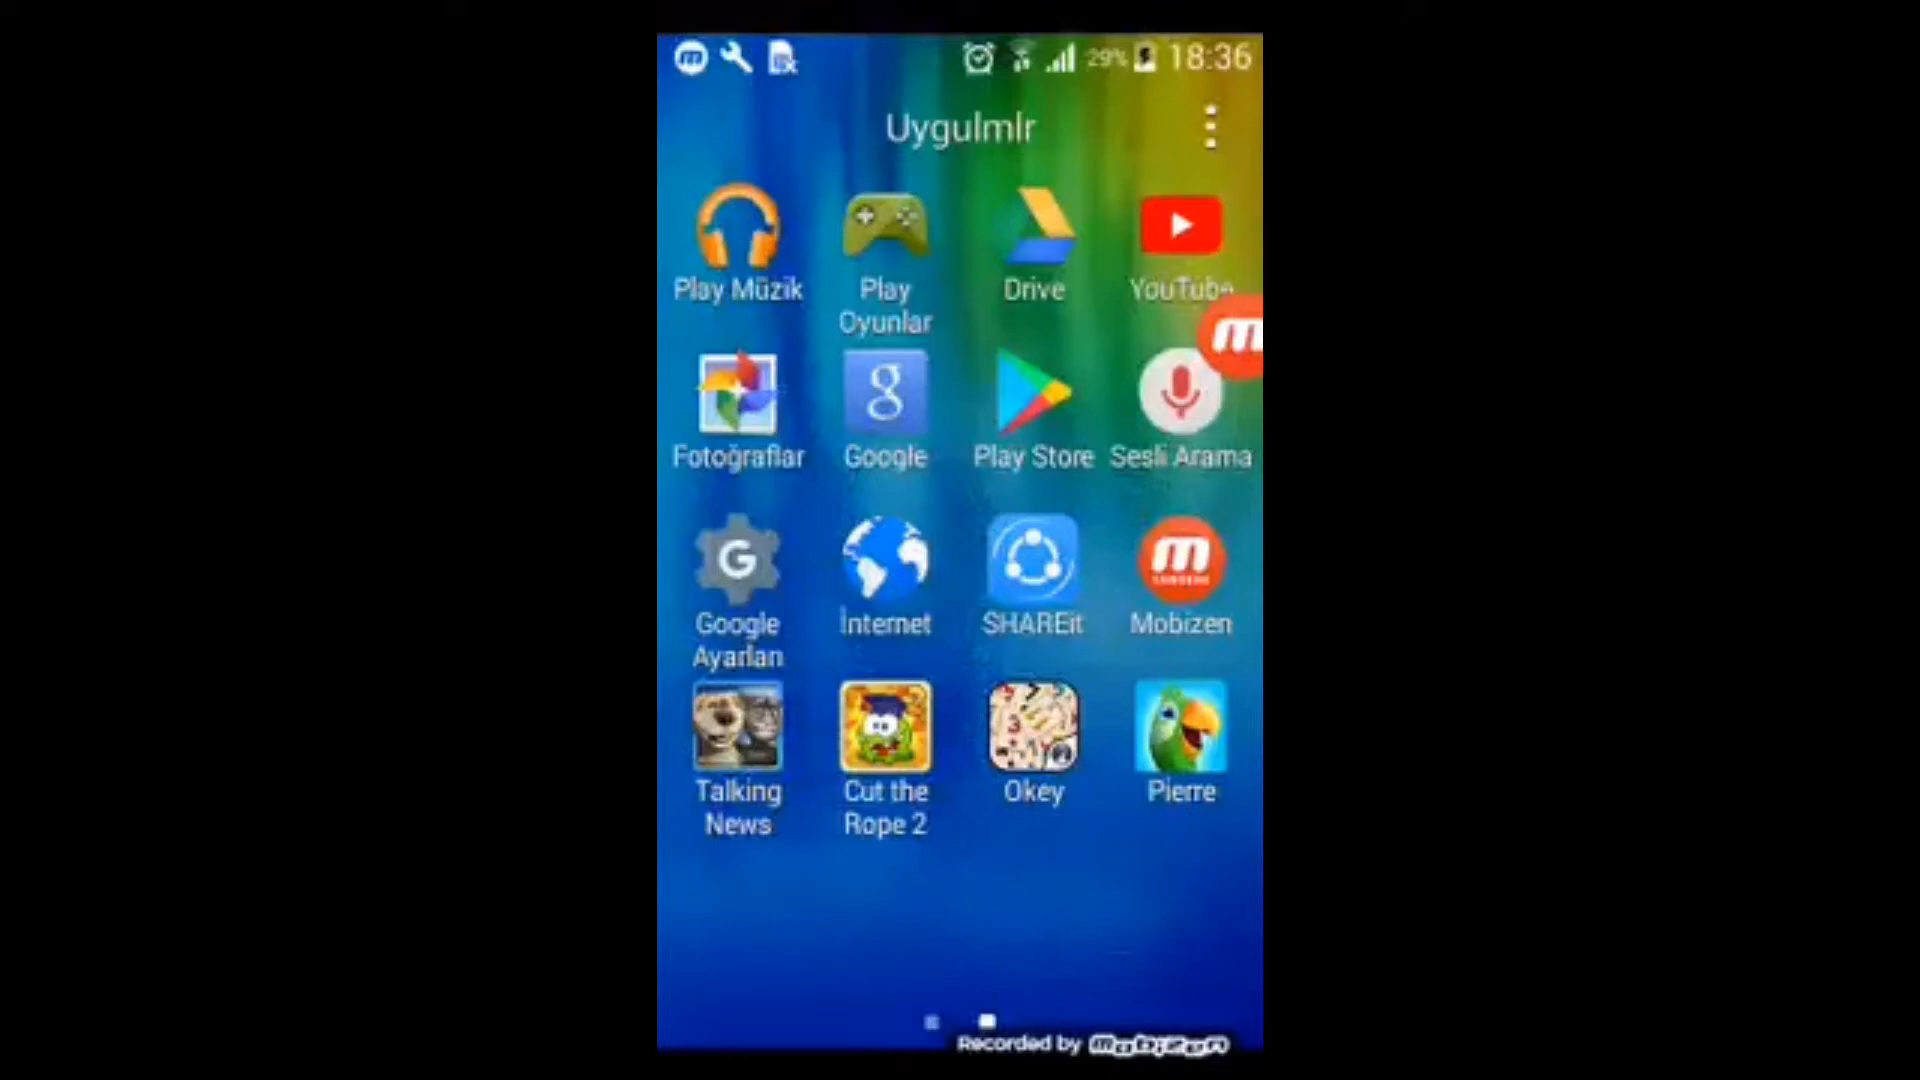 29% 18:36
Uygulmlr
Play Müzik
Play
Oyunlar
Drive
YouTube
Fotoğraflar
Google
Play Store
Sesli Arama
Google
Ayarları
İnternet
SHAREit
Mobizen
Talking
News
Cut the
Rope 2
Okey
Pierre
Recorded by mobizen